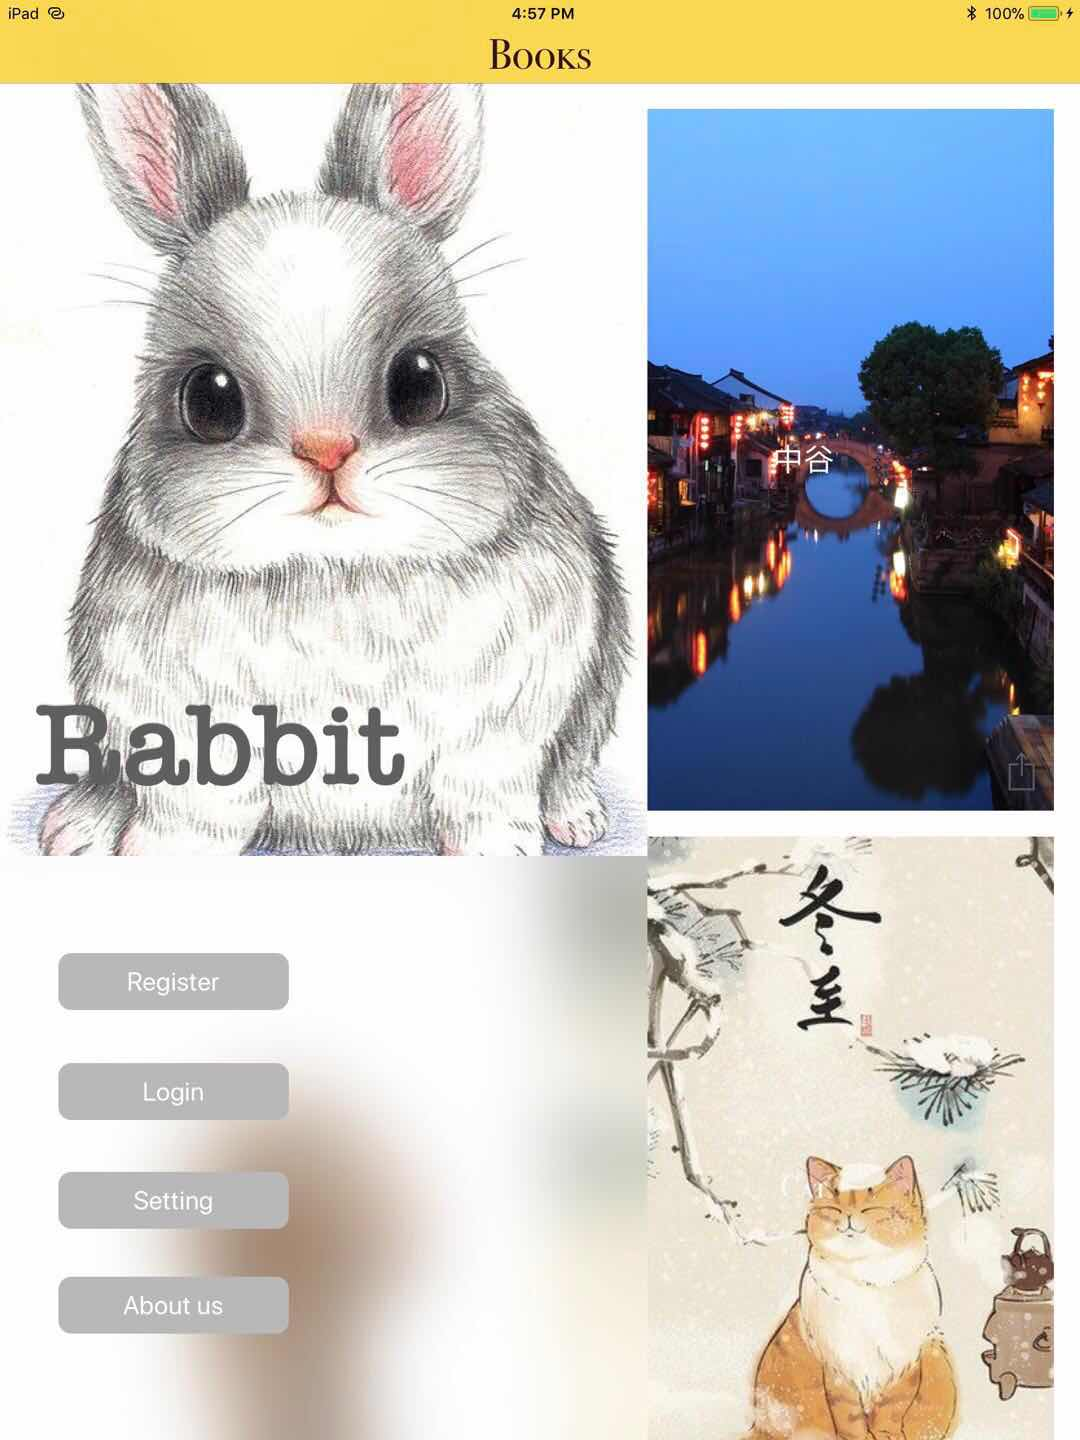 iPad
4:57 PM
100%
Books
Rabbit
Register
Login
Setting
About us
中谷
冬
至